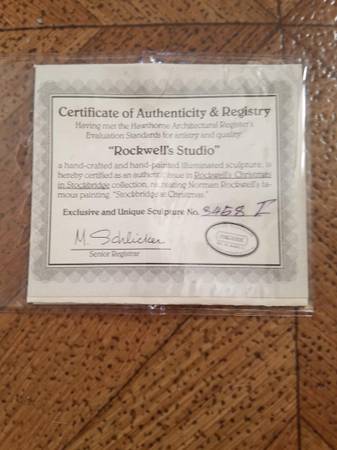 Certificate of Authenticity & Registry
Having met the Hawthorne Architectural Register's
Evaluation Standards for artistry and quality
"Rockwell's Studio"
a hand-crafted and hand-painted illuminated sculpture, is
hereby certified as an authentic issue in Rockwell's Christmas
in Stockbridge collection, recreating Norman Rockwell's fa-
mous painting, "Stockbridge at Christmas."
Exclusive and Unique Sculpture No. 8458 I
M. Schlicker
Senior Registrar